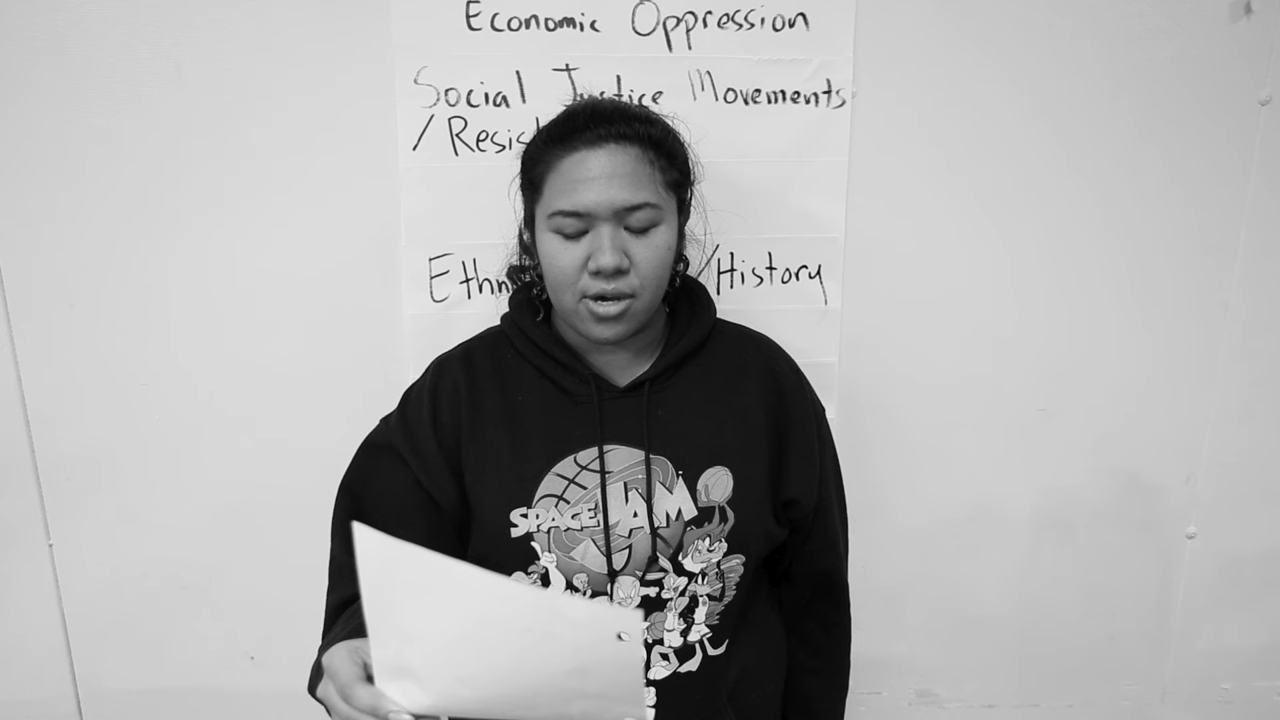 Economic Oppression
Social Justice Movements
/Resis
Ethn /History
SPACE JAM